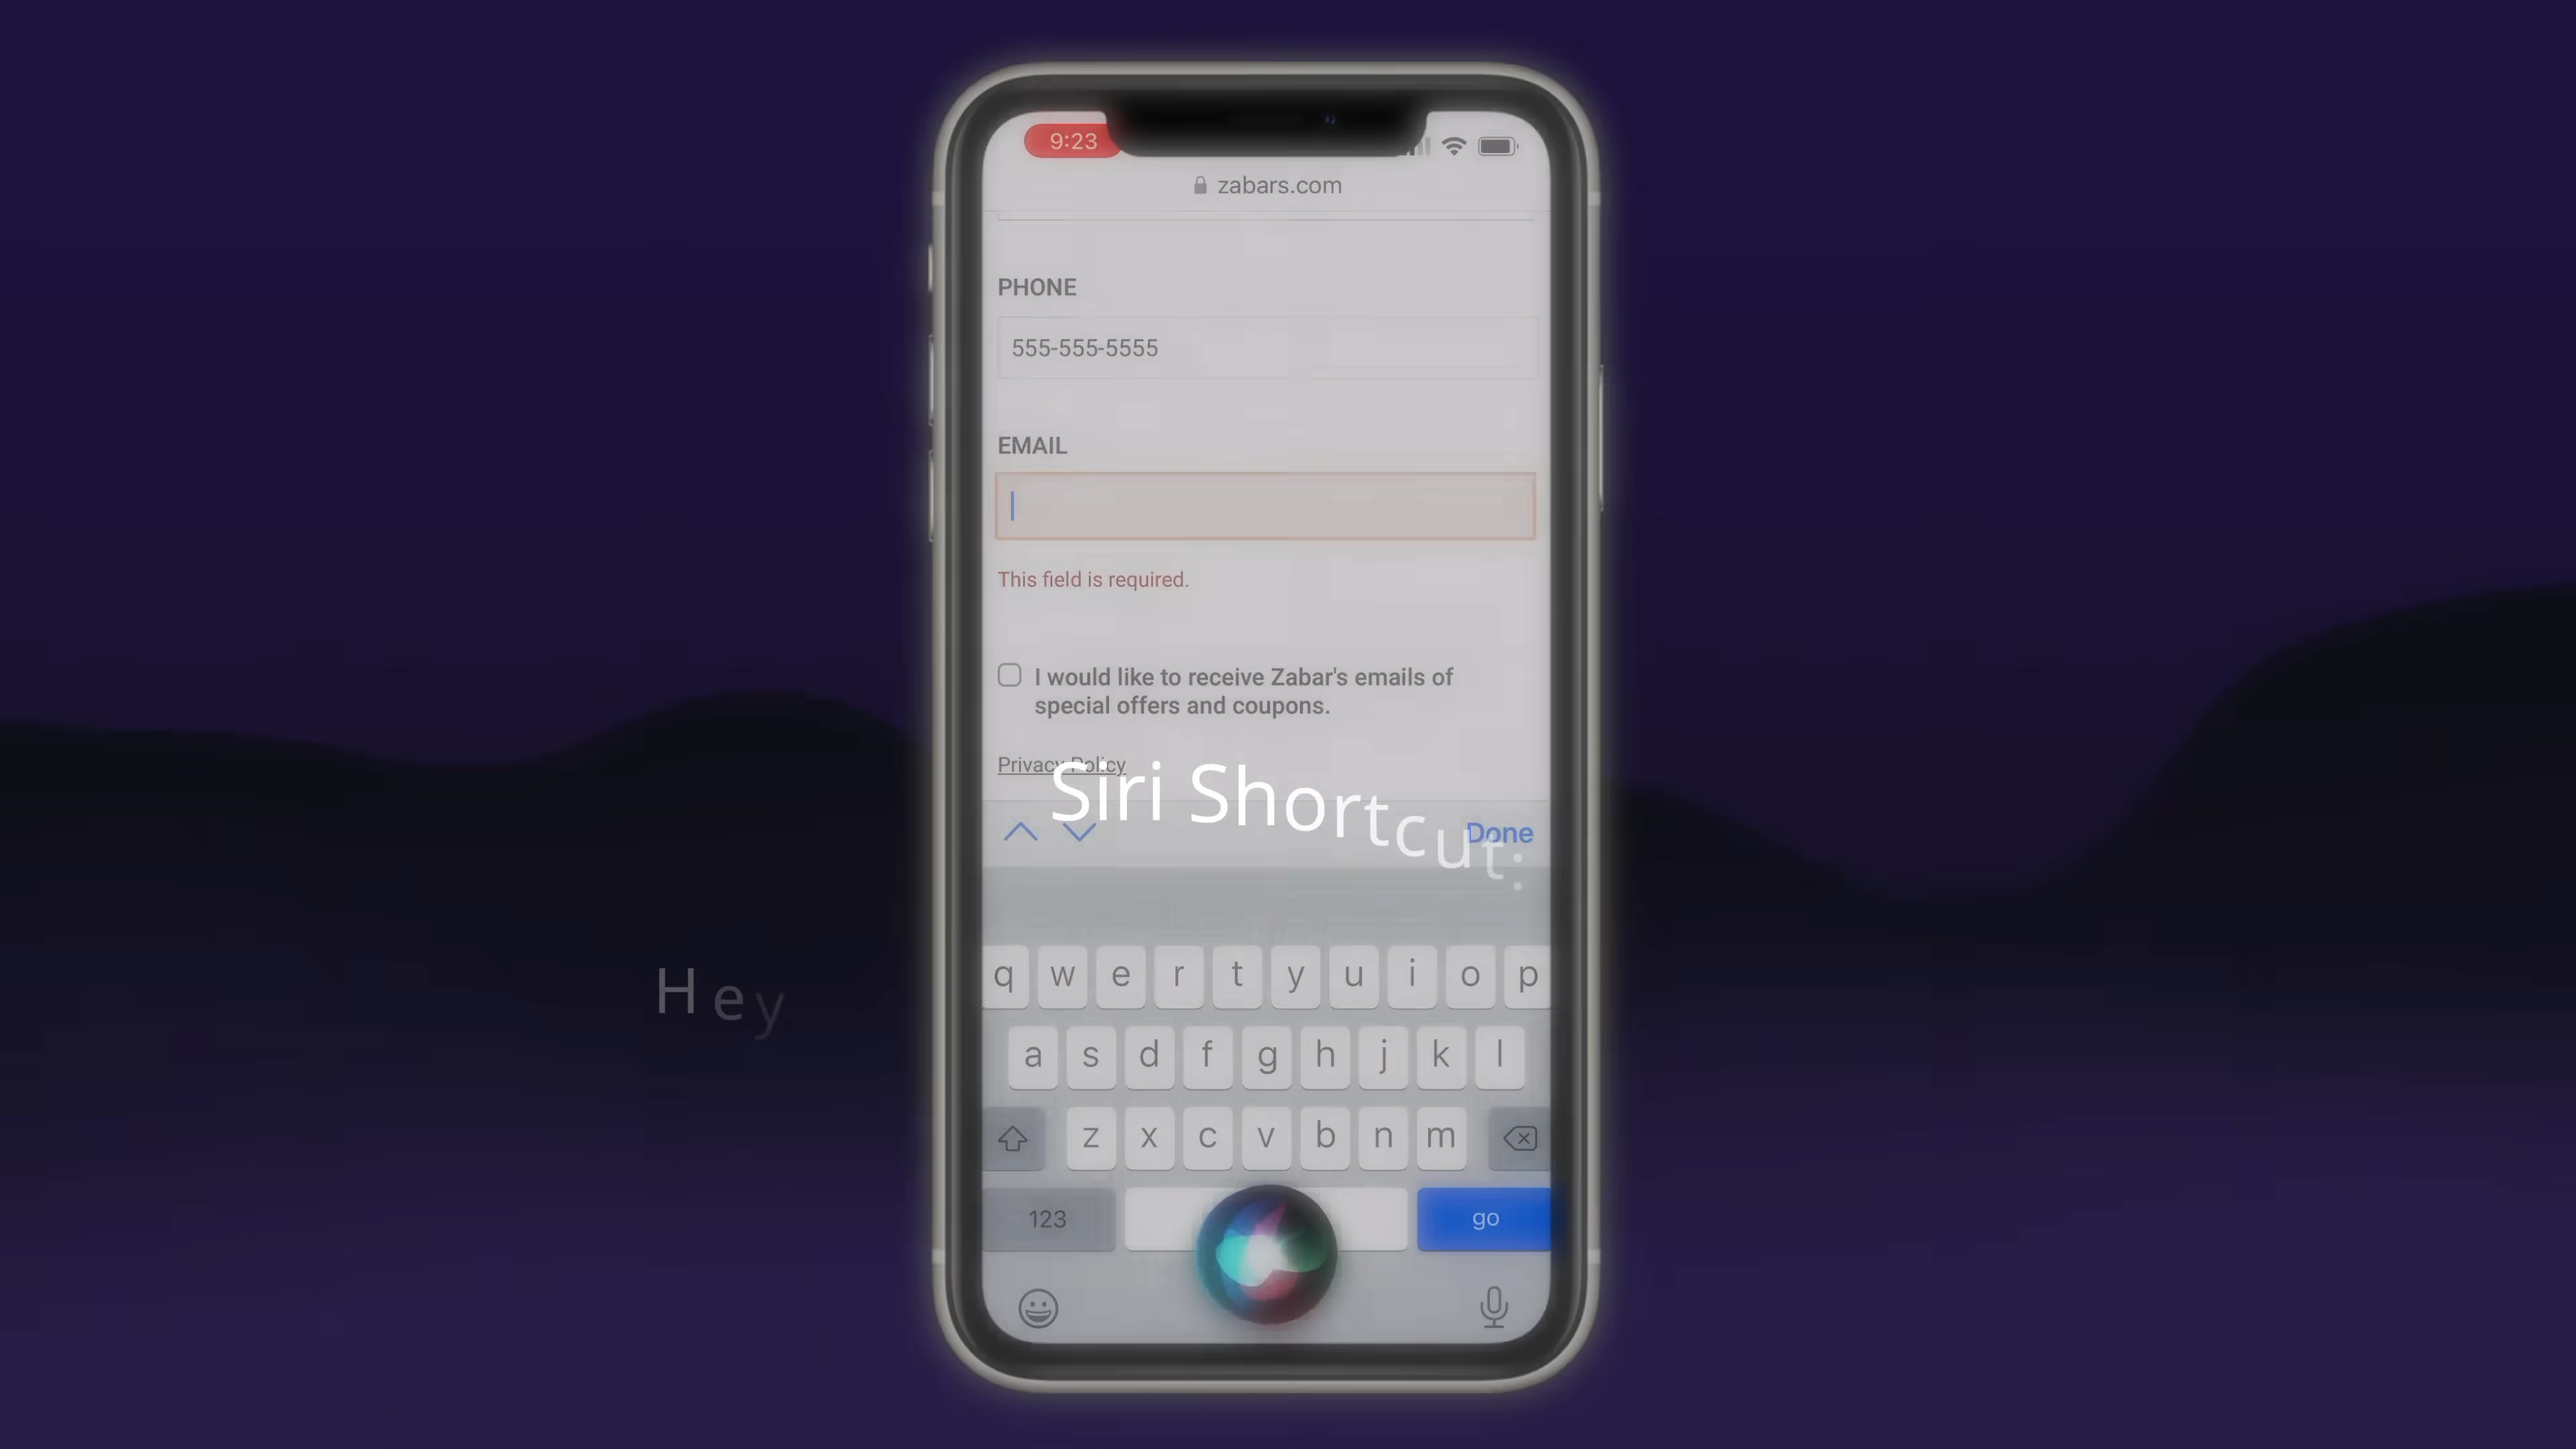 9:23
zabars.com
PHONE
555-555-5555
EMAIL
This field is required.
I would like to receive Zabar's emails of
special offers and coupons.
Privacy Policy
Siri Shortcut:
Done
Hey
q w e r t y u i o p
a s d f g h j k l
z x c v b n m
123
go